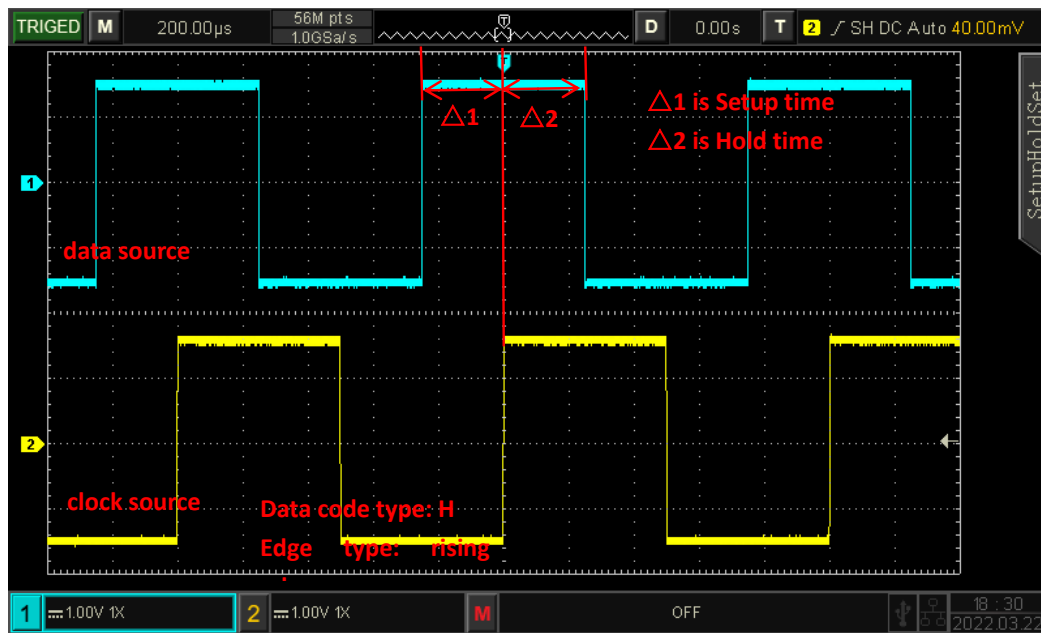 TRIGED M 200.00μs 56M pts D 0.00s T 2 SH DC Auto 40.00mV
1.0GSa/s
T
T
SetupHoldSet
△1 is Setup time
△1 △2
△2 is Hold time
1
data source
2
clock source
Data code type: H
Edge type: rising
.
1 1.00V 1X 2 1.00V 1X M OFF 18 : 30
2022.03.22